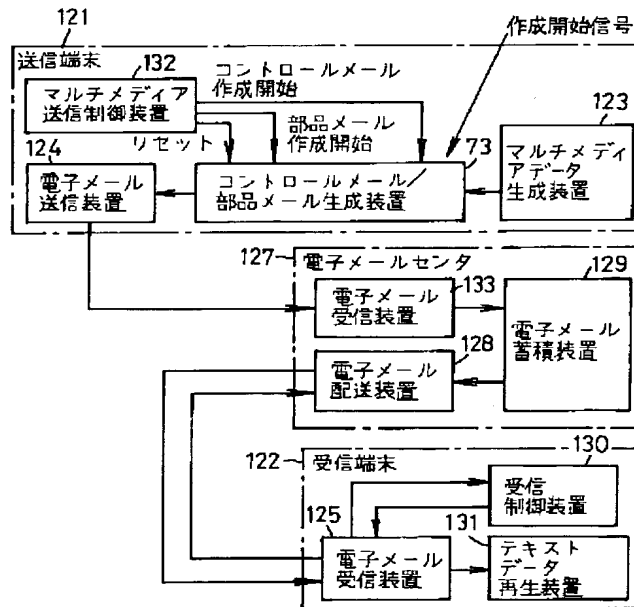 121
送信端末
132
マルチメディア
送信制御装置
コントロールメール
作成開始
作成開始信号
リセット
部品メール
作成開始
123
マルチメディ
アデータ
生成装置
124
電子メール
送信装置
73
コントロールメール/
部品メール生成装置
127
電子メールセンタ
133
電子メール
受信装置
129
電子メール
蓄積装置
128
電子メール
配送装置
122
受信端末
130
受信
制御装置
125
電子メール
受信装置
131
テキスト
データ
再生装置